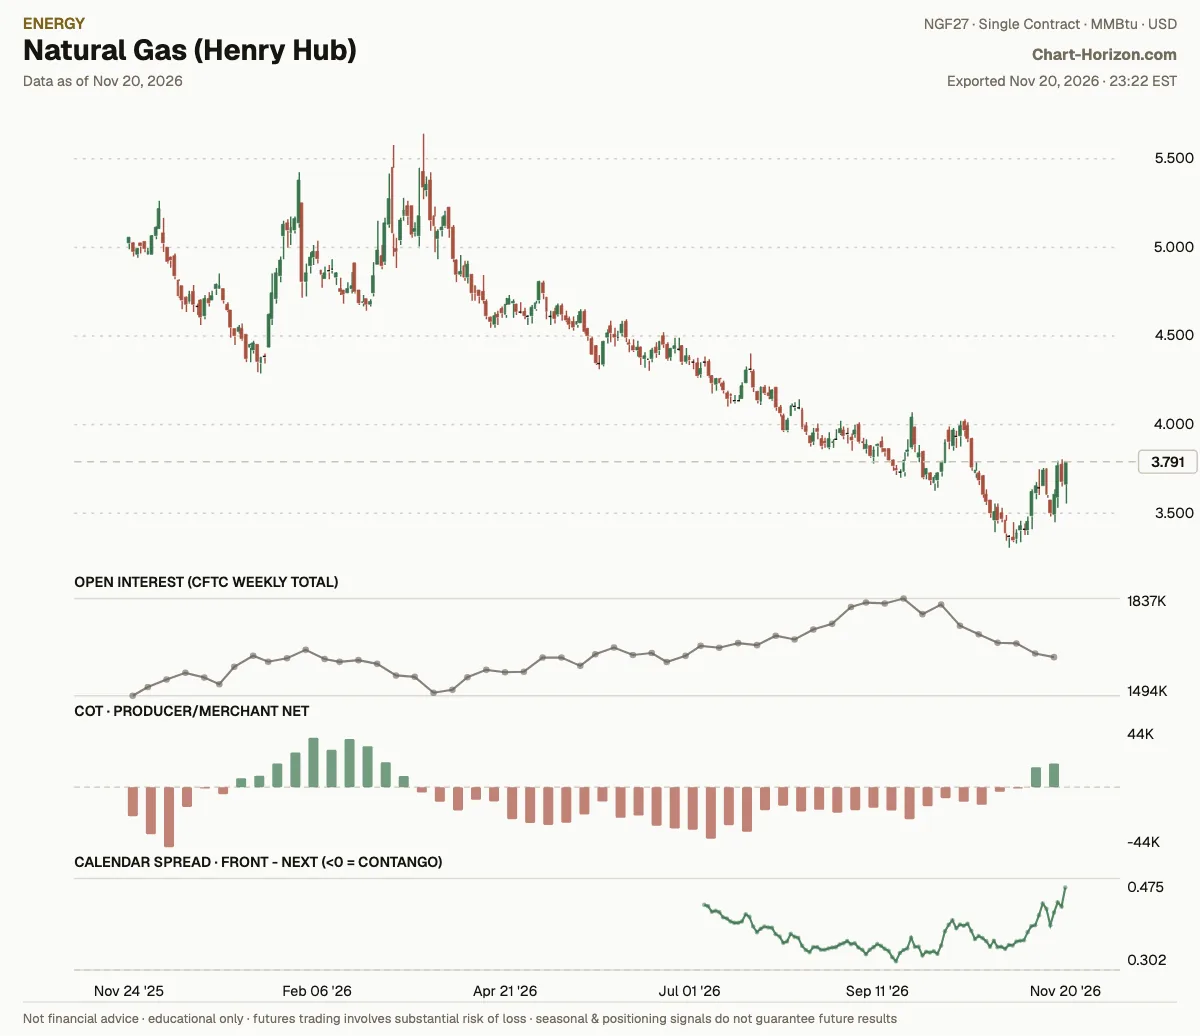 ENERGY
Natural Gas (Henry Hub)
Data as of Nov 20, 2026
NGF27 · Single Contract · MMBtu · USD
Chart-Horizon.com
Exported Nov 20, 2026 · 23:22 EST
5.500
5.000
4.500
4.000
3.791
3.500
OPEN INTEREST (CFTC WEEKLY TOTAL)
1837K
1494K
COT · PRODUCER/MERCHANT NET
44K
-44K
CALENDAR SPREAD · FRONT - NEXT (<0 = CONTANGO)
0.475
0.302
Nov 24 '25 Feb 06 '26 Apr 21 '26 Jul 01 '26 Sep 11 '26 Nov 20 '26
Not financial advice · educational only · futures trading involves substantial risk of loss · seasonal & positioning signals do not guarantee future results